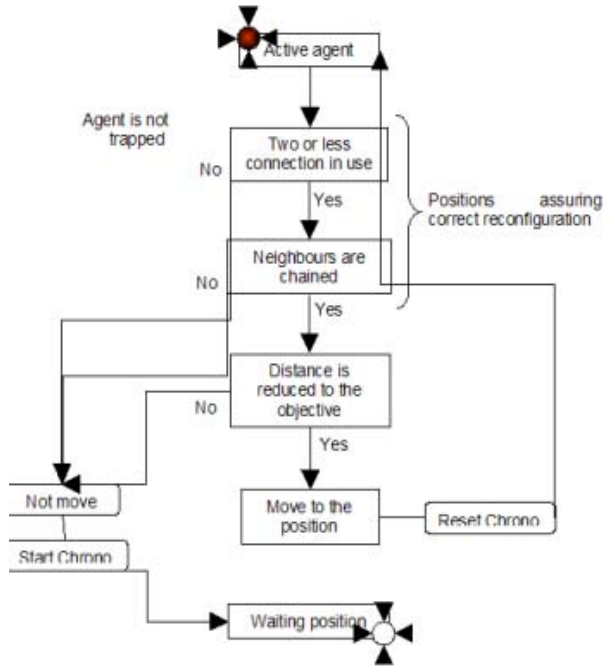 Active agent
Agent is not
trapped
Two or less
connection in use
No
Yes
Positions assuring
correct reconfiguration
Neighbours are
chained
No
Yes
Distance is
reduced to the
objective
No
Yes
Not move
Move to the
position
Reset Chrono
Start Chrono
Waiting position